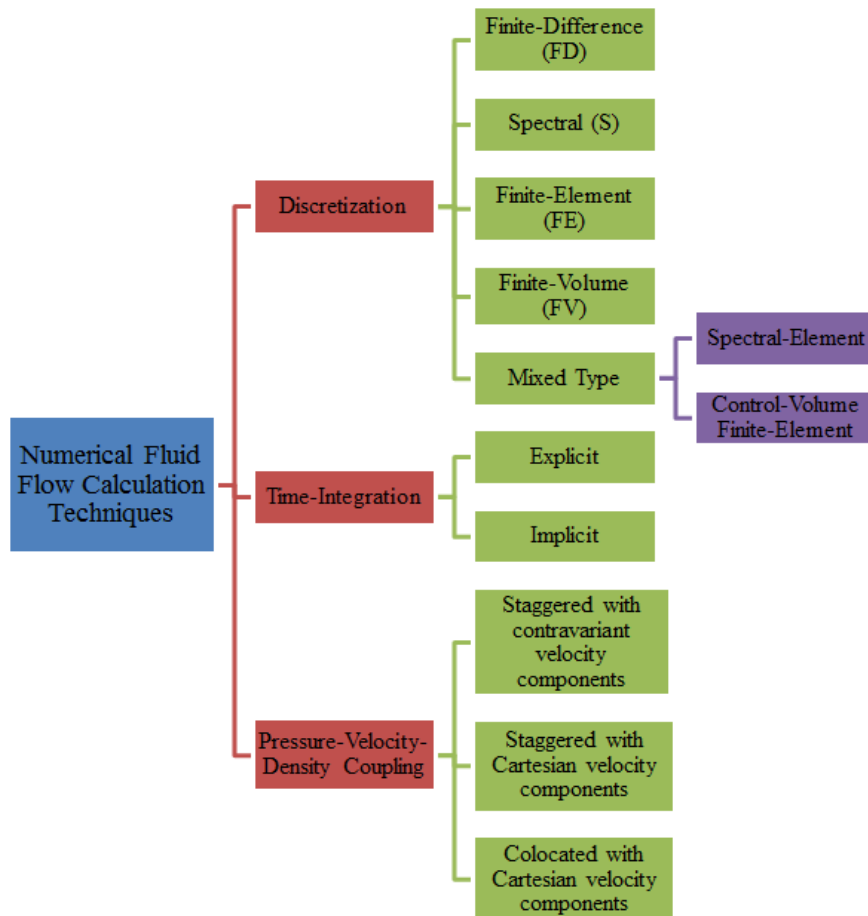 Numerical Fluid
Flow Calculation
Techniques
Discretization
Finite-Difference
(FD)
Spectral (S)
Finite-Element
(FE)
Finite-Volume
(FV)
Mixed Type
Spectral-Element
Control-Volume
Finite-Element
Time-Integration
Explicit
Implicit
Pressure-Velocity-
Density Coupling
Staggered with
contravariant
velocity
components
Staggered with
Cartesian velocity
components
Colocated with
Cartesian velocity
components